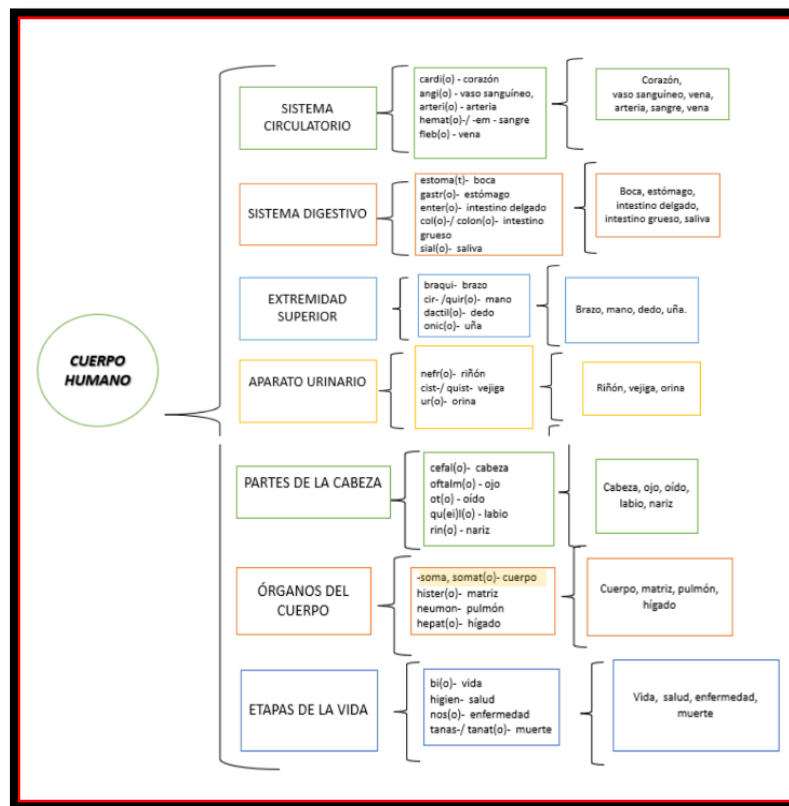 CUERPO
HUMANO
SISTEMA
CIRCULATORIO
cardi(o) - corazón
angi(o) - vaso sanguíneo,
arteri(o) - arteria
hemat(o)-/ -em - sangre
fleb(o) - vena
Corazón,
vaso sanguíneo, vena,
arteria, sangre, vena
SISTEMA DIGESTIVO
estoma(t)- boca
gastr(o)- estómago
enter(o)- intestino delgado
col(o)-/ colon(o)- intestino
grueso
sial(o)- saliva
Boca, estómago,
intestino delgado,
intestino grueso, saliva
EXTREMIDAD
SUPERIOR
braqui- brazo
cir- /quir(o)- mano
dactil(o)- dedo
onic(o)- uña
Brazo, mano, dedo, uña.
APARATO URINARIO
nefr(o)- riñón
cist-/ quist- vejiga
ur(o)- orina
Riñón, vejiga, orina
PARTES DE LA CABEZA
cefal(o)- cabeza
oftalm(o) - ojo
ot(o) - oído
qu(ei)l(o) - labio
rin(o) - nariz
Cabeza, ojo, oído,
labio, nariz
ÓRGANOS DEL
CUERPO
-soma, somat(o)- cuerpo
hister(o)- matriz
neumon- pulmón
hepat(o)- hígado
Cuerpo, matriz, pulmón,
hígado
ETAPAS DE LA VIDA
bi(o)- vida
higien- salud
nos(o)- enfermedad
tanas-/ tanat(o)- muerte
Vida, salud, enfermedad,
muerte